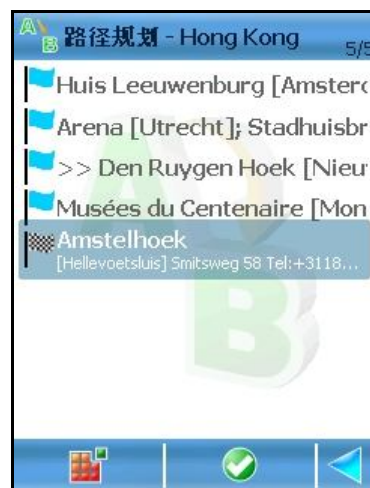 A B 路径规划 - Hong Kong 5/5
Huis Leeuwenburg [Amsterd
Arena [Utrecht]; Stadhuisbr
>> Den Ruygen Hoek [Nieu
Musées du Centenaire [Mon
Amstelhoek
[Hellevoetsluis] Smitsweg 58 Tel:+3118...
A
B